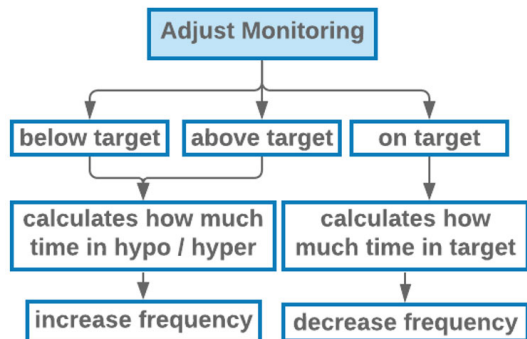 Adjust Monitoring
below target
above target
on target
calculates how much
time in hypo / hyper
calculates how
much time in target
increase frequency
decrease frequency